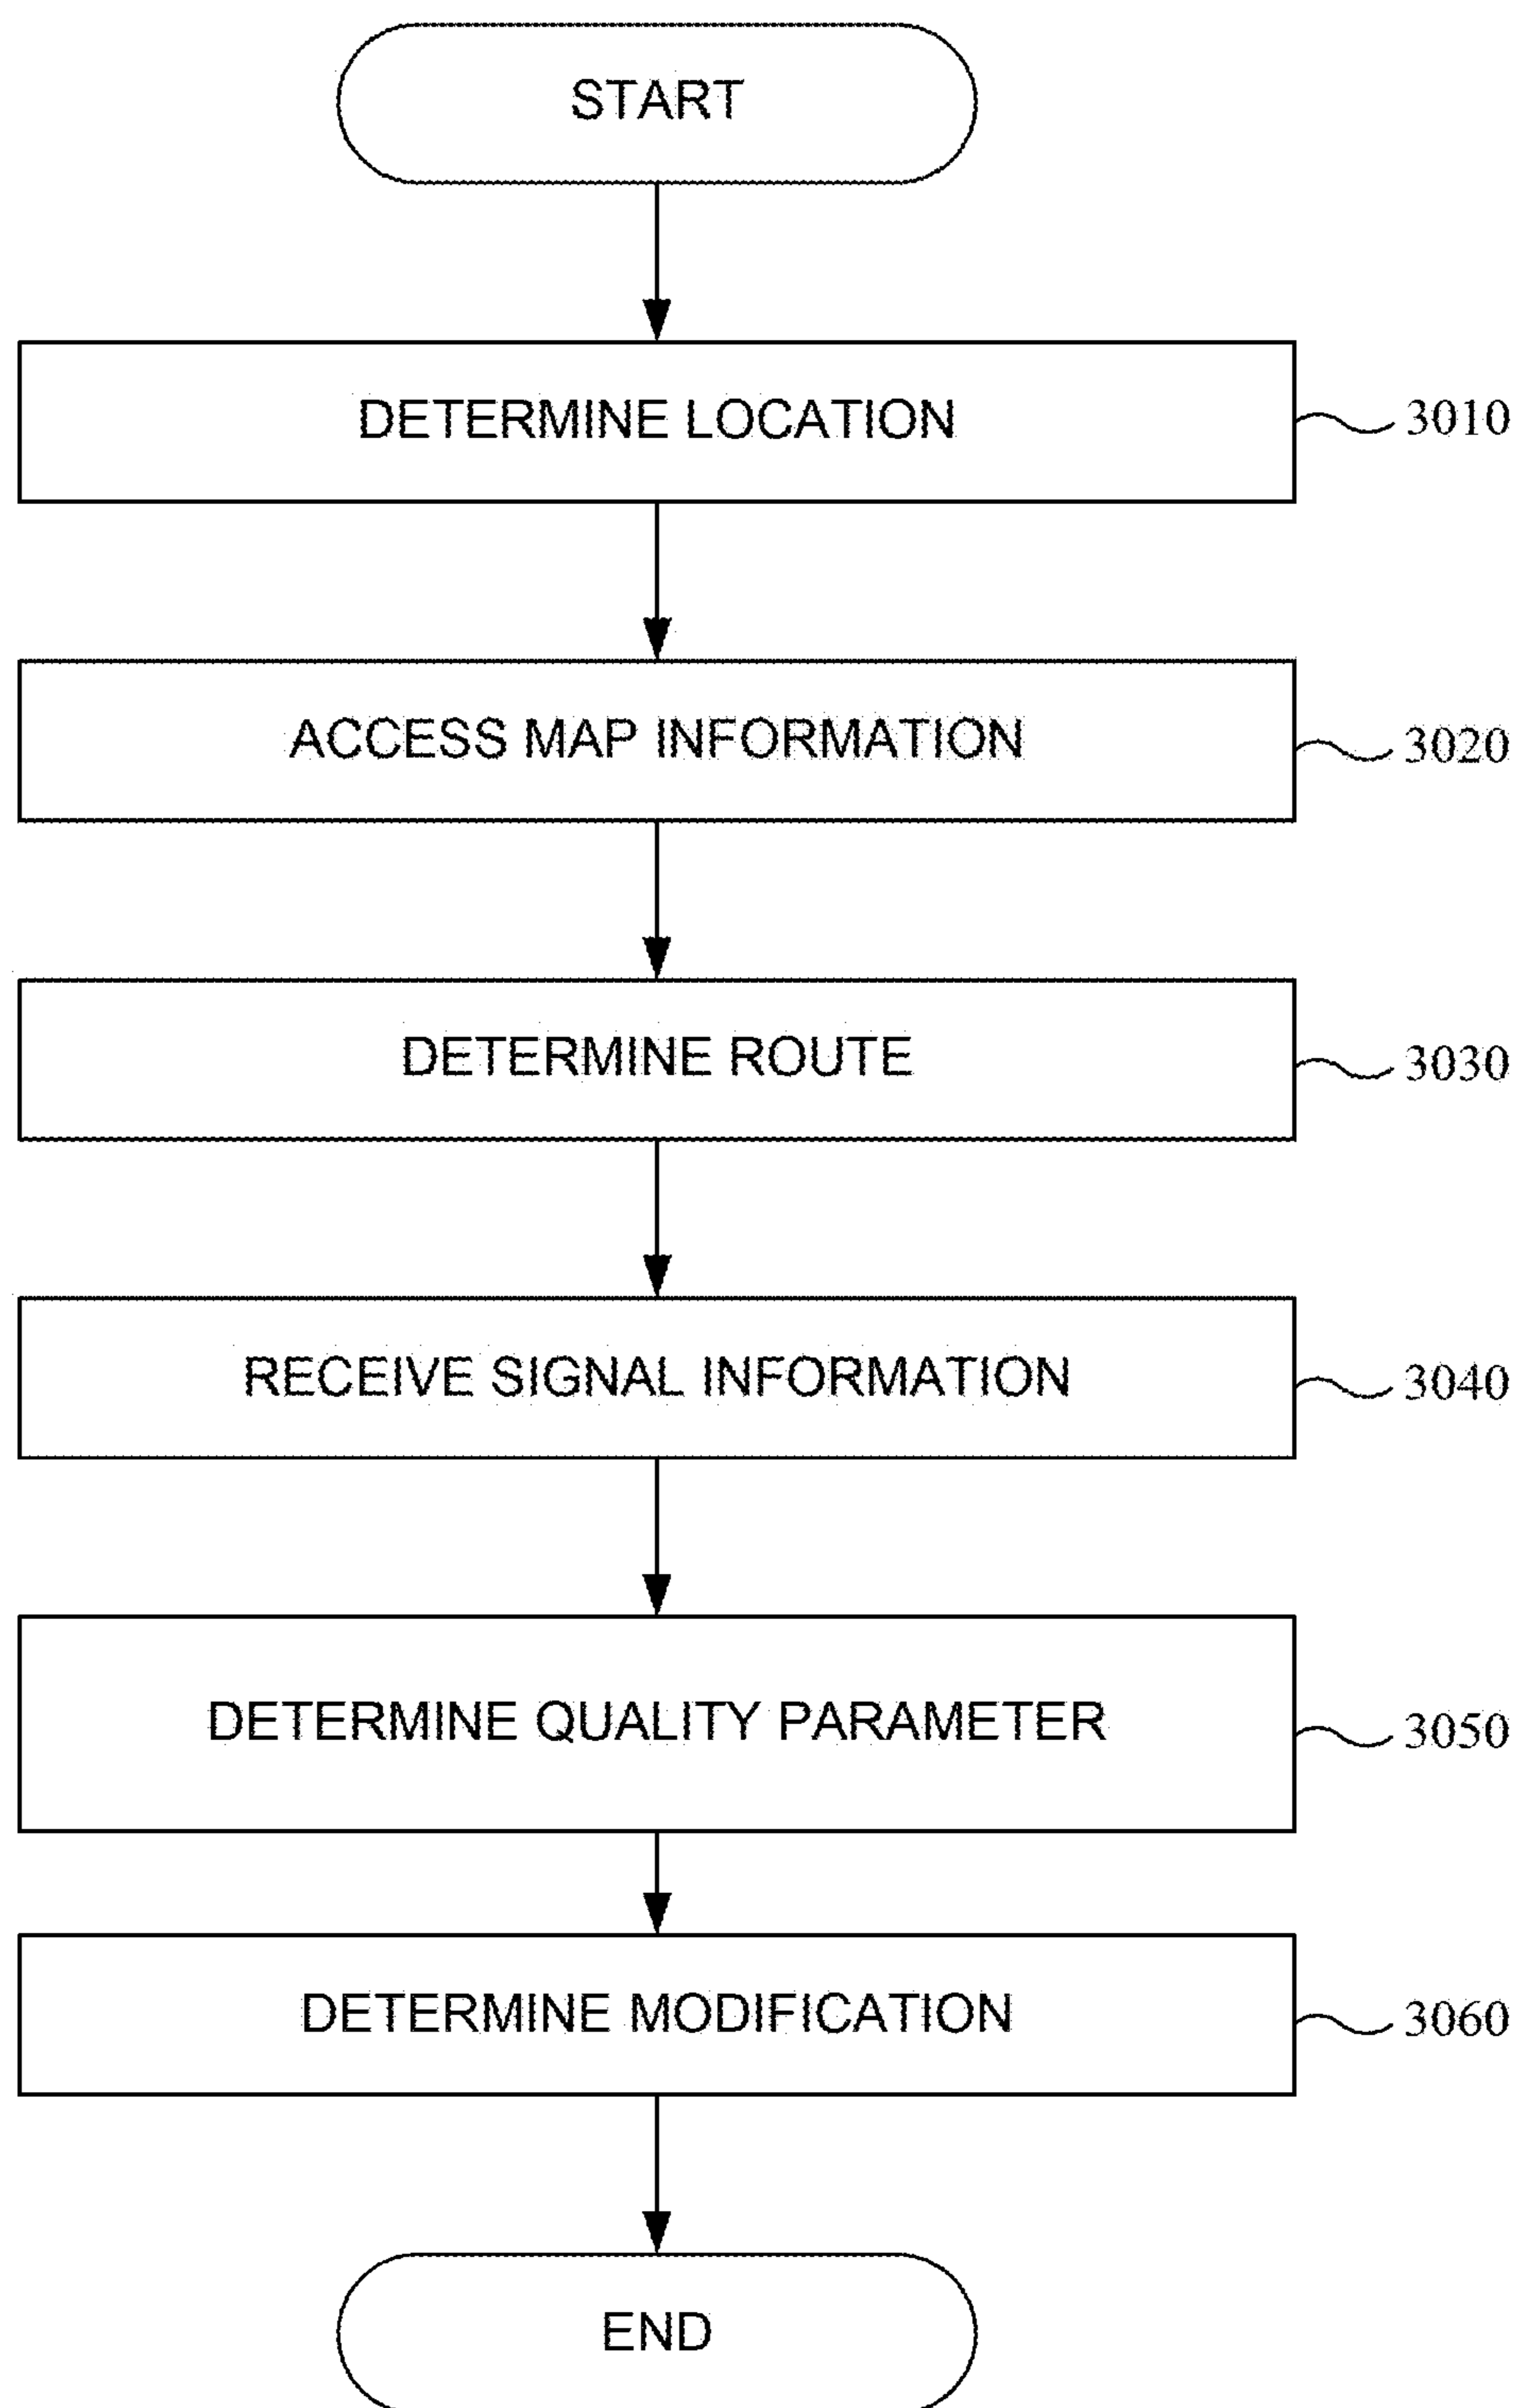 START
DETERMINE LOCATION
3010
ACCESS MAP INFORMATION
3020
DETERMINE ROUTE
3030
RECEIVE SIGNAL INFORMATION
3040
DETERMINE QUALITY PARAMETER
3050
DETERMINE MODIFICATION
3060
END